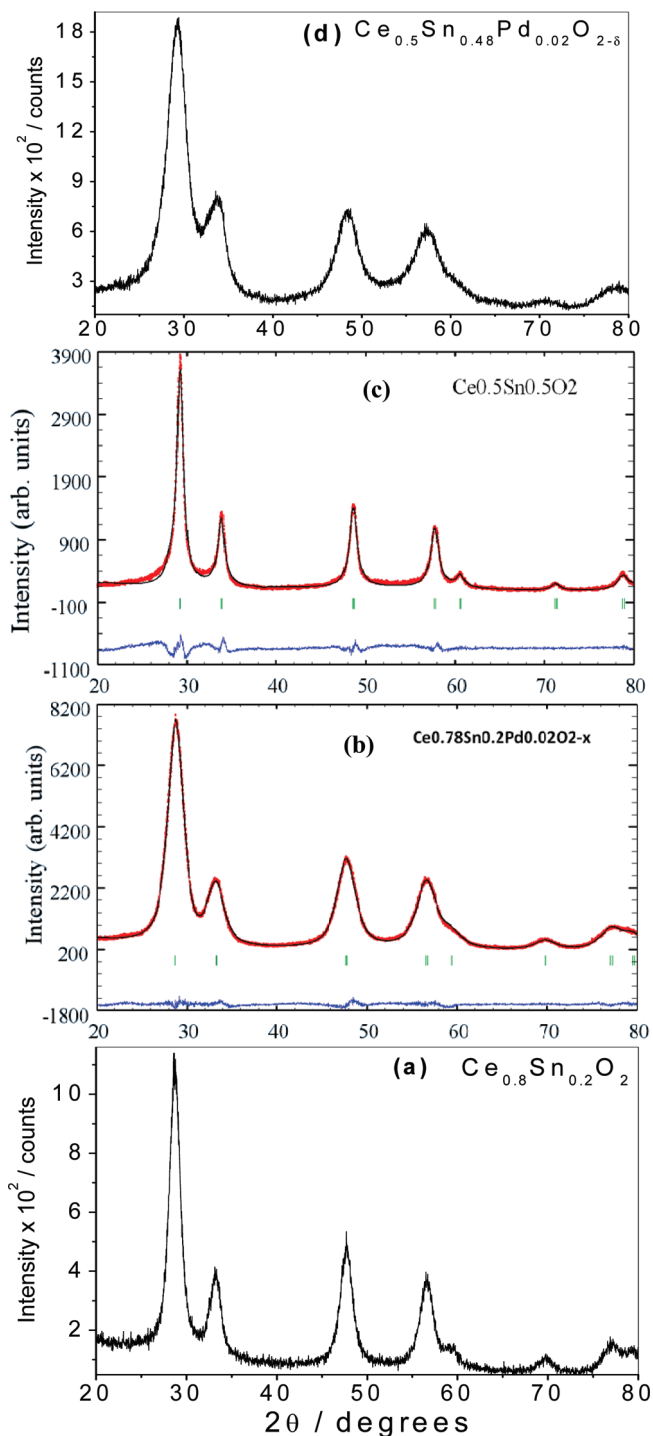 (d) Ce0.5Sn0.48Pd0.02O2-δ
Intensity x 10² / counts
18
15
12
9
6
3
20 30 40 50 60 70 80
(c) Ce0.5Sn0.5O2
Intensity (arb. units)
3900
2900
1900
900
-100
-1100
20 30 40 50 60 70 80
(b) Ce0.78Sn0.2Pd0.02O2-x
Intensity (arb. units)
8200
6200
4200
2200
200
-1800
20 30 40 50 60 70 80
(a) Ce0.8Sn0.2O2
Intensity x 10² / counts
10
8
6
4
2
20 30 40 50 60 70 80
2θ / degrees